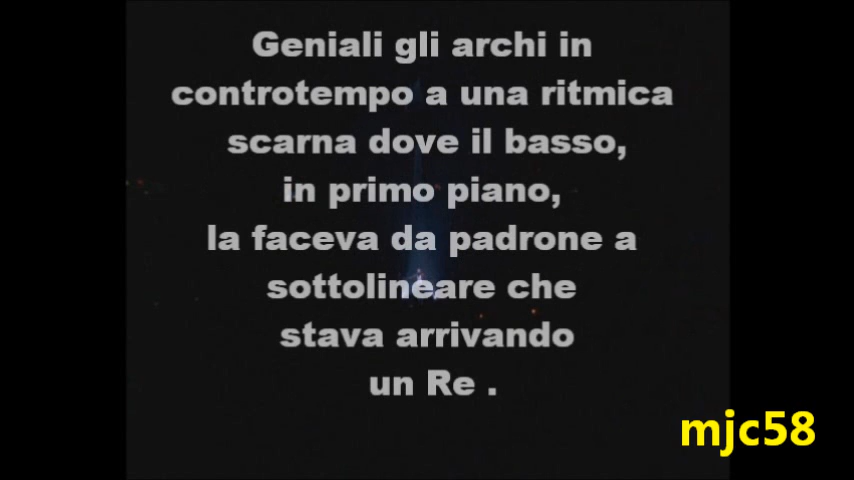 Geniali gli archi in
controtempo a una ritmica
scarna dove il basso,
in primo piano,
la faceva da padrone a
sottolineare che
stava arrivando
un Re .
mjc58